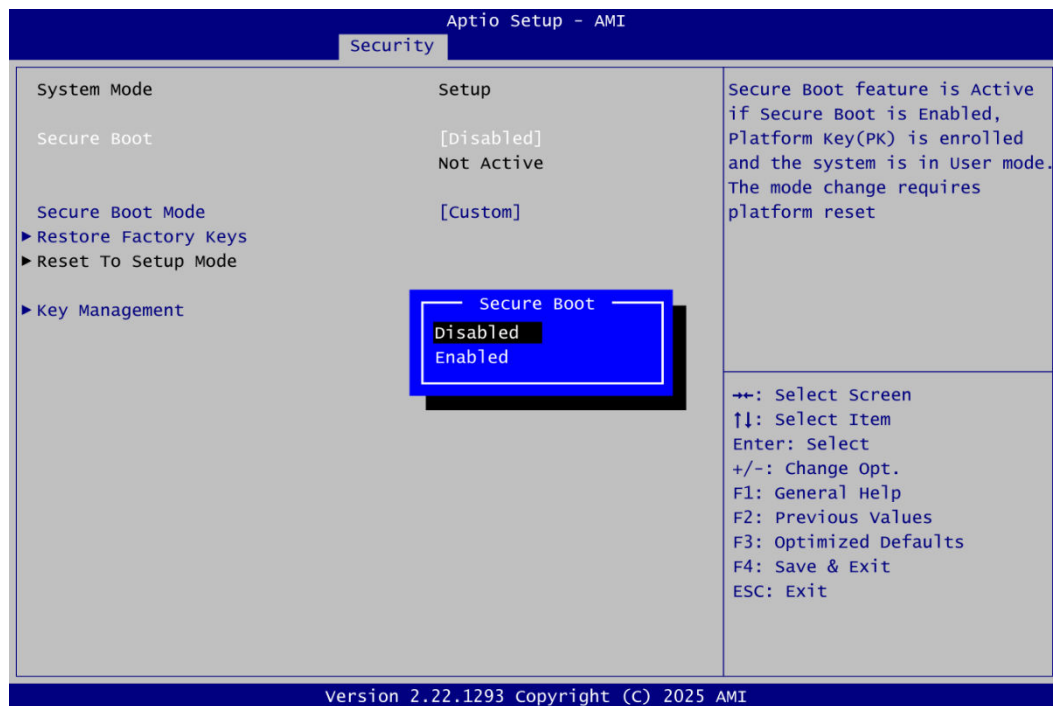 Aptio Setup - AMI
Security
System Mode Setup
Secure Boot [Disabled]
Not Active
Secure Boot Mode [Custom]
►Restore Factory Keys
►Reset To Setup Mode
►Key Management
Secure Boot
Disabled
Enabled
Secure Boot feature is Active
if Secure Boot is Enabled,
Platform Key(PK) is enrolled
and the system is in User mode.
The mode change requires
platform reset
→←: Select Screen
↑↓: Select Item
Enter: Select
+/-: Change Opt.
F1: General Help
F2: Previous Values
F3: Optimized Defaults
F4: Save & Exit
ESC: Exit
Version 2.22.1293 Copyright (C) 2025 AMI